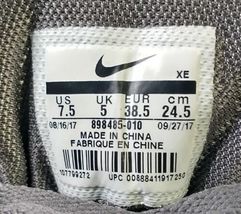 XE
US UK EUR cm
7.5 5 38.5 24.5
08/16/17 898485-010 09/27/17
MADE IN CHINA
FABRIQUE EN CHINE
107799272
UPC 00088411917250